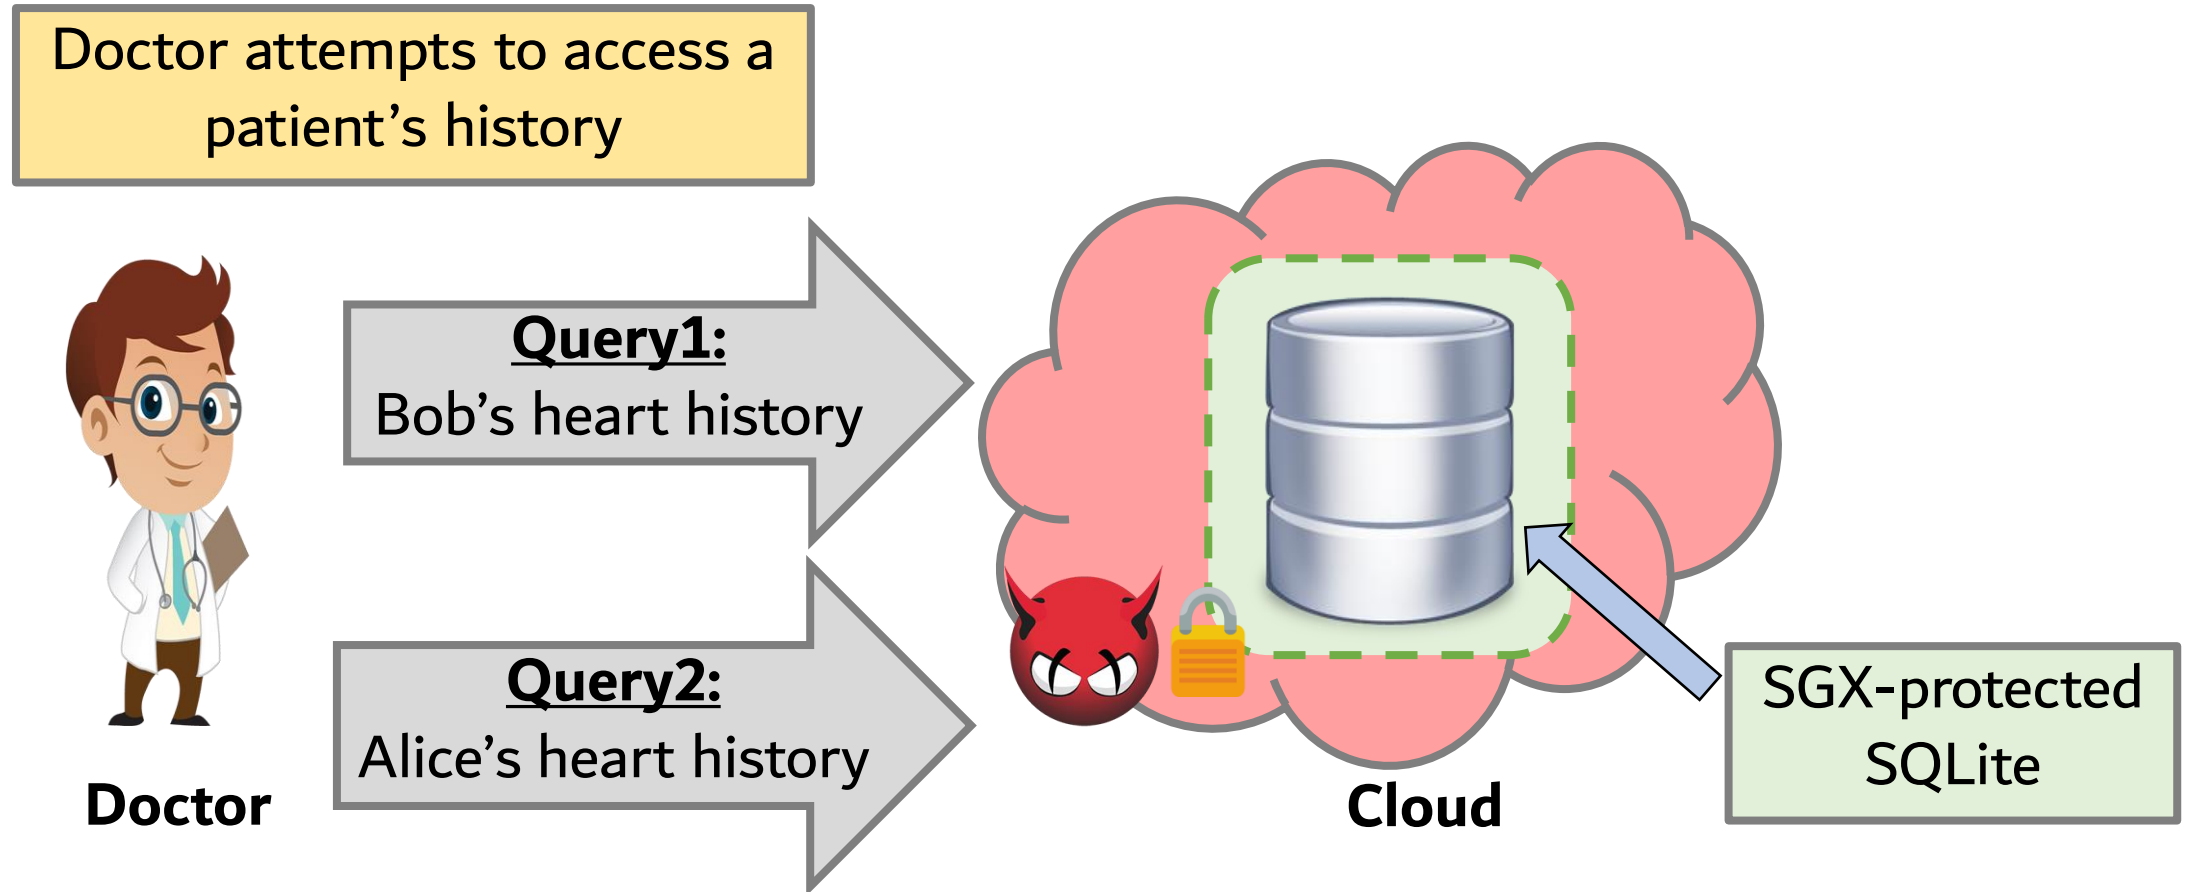 Doctor attempts to access a
patient’s history
Query1:
Bob’s heart history
Query2:
Alice’s heart history
Doctor
Cloud
SGX-protected
SQLite